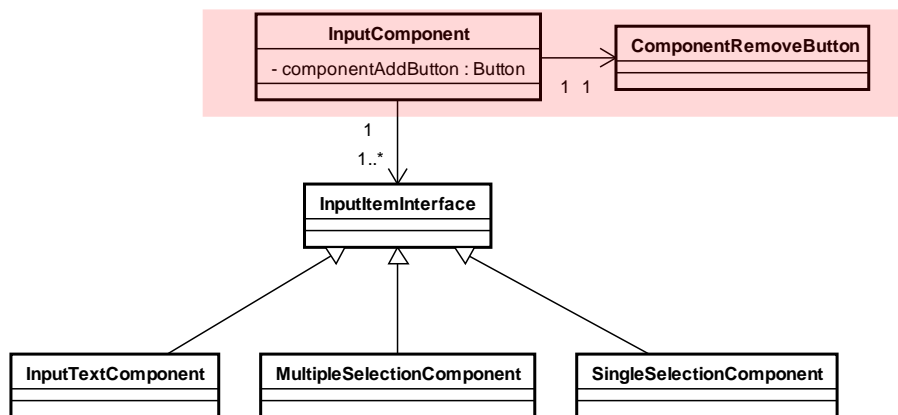 InputComponent
- componentAddButton : Button
ComponentRemoveButton
1 1
1
1..*
InputItemInterface
InputTextComponent
MultipleSelectionComponent
SingleSelectionComponent